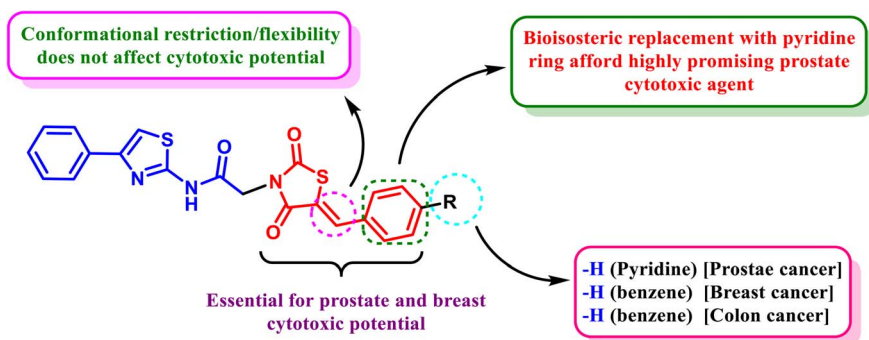 Conformational restriction/flexibility
does not affect cytotoxic potential
Bioisosteric replacement with pyridine
ring afford highly promising prostate
cytotoxic agent
S
N
NH
O
N
O
S
O
R
Essential for prostate and breast
cytotoxic potential
-H (Pyridine) [Prostae cancer]
-H (benzene) [Breast cancer]
-H (benzene) [Colon cancer]